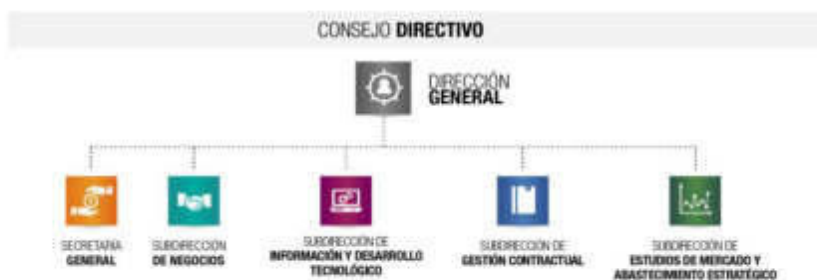 CONSEJO DIRECTIVO
DIRECCIÓN
GENERAL
SECRETARÍA
GENERAL
SUBDIRECCIÓN
DE NEGOCIOS
SUBDIRECCIÓN DE
INFORMACIÓN Y DESARROLLO
TECNOLÓGICO
SUBDIRECCIÓN DE
GESTIÓN CONTRACTUAL
SUBDIRECCIÓN DE
ESTUDIOS DE MERCADO Y
ABASTECIMIENTO ESTRATÉGICO